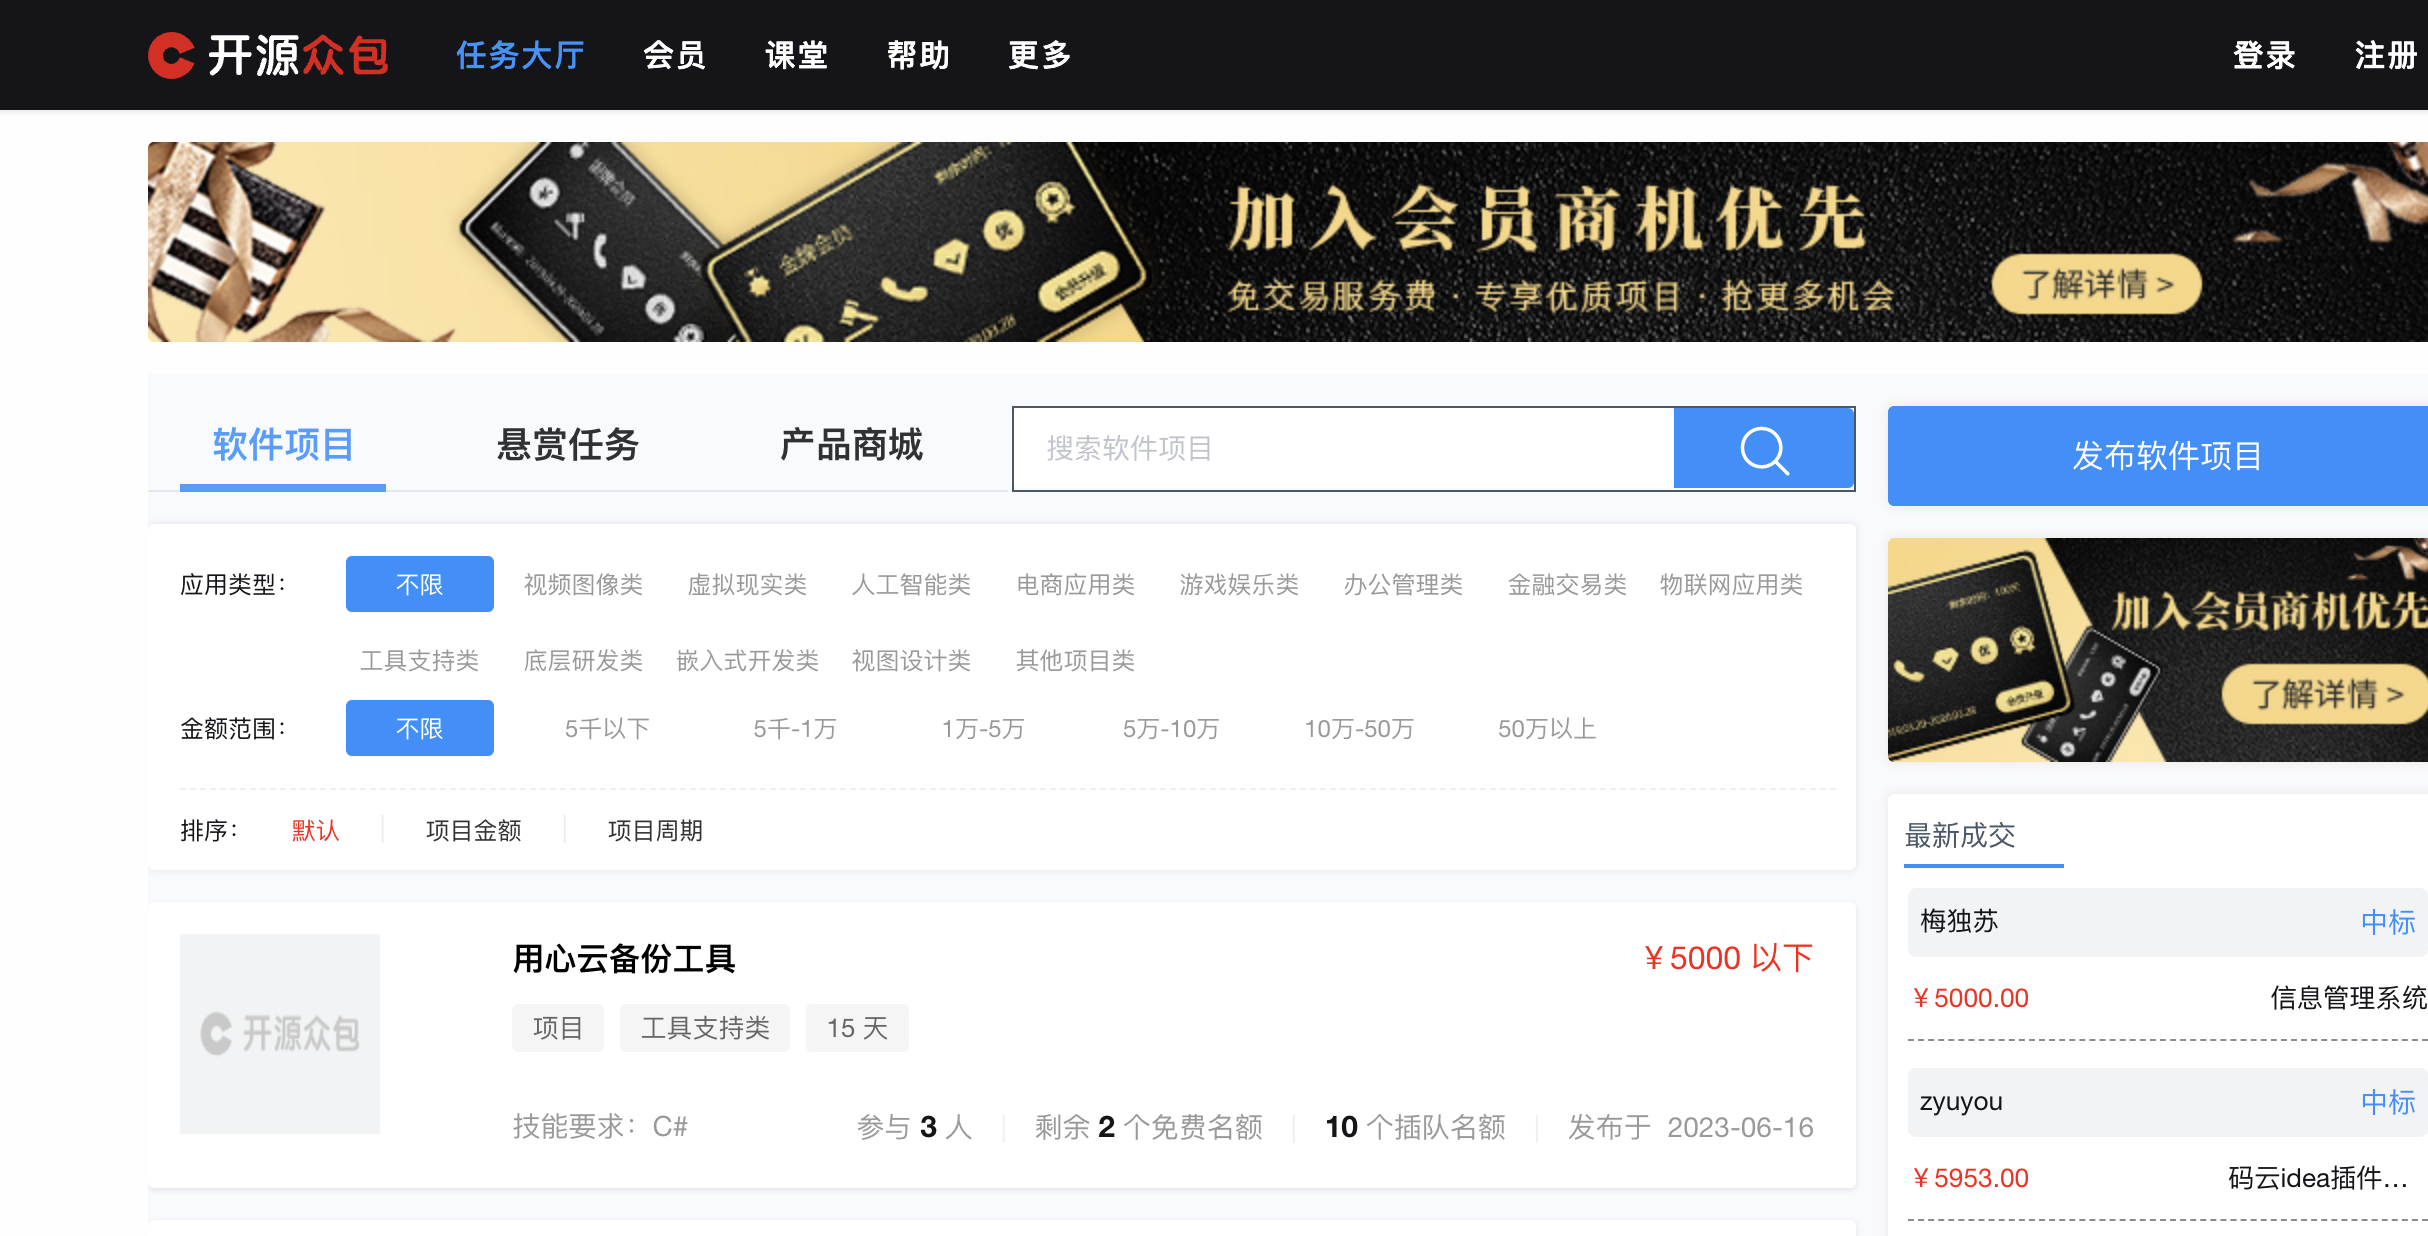 开源众包 任务大厅 会员 课堂 帮助 更多 登录 注册
加入会员商机优先
免交易服务费 · 专享优质项目 · 抢更多机会
了解详情 >
金牌会员
软件项目 悬赏任务 产品商城 搜索软件项目 发布软件项目
应用类型： 不限 视频图像类 虚拟现实类 人工智能类 电商应用类 游戏娱乐类 办公管理类 金融交易类 物联网应用类
工具支持类 底层研发类 嵌入式开发类 视图设计类 其他项目类
金额范围： 不限 5千以下 5千-1万 1万-5万 5万-10万 10万-50万 50万以上
排序： 默认 项目金额 项目周期
加入会员商机优先
了解详情 >
最新成交
梅独苏 中标
￥5000.00 信息管理系统
zyuyou 中标
￥5953.00 码云idea插件...
开源众包
用心云备份工具 ￥5000 以下
项目 工具支持类 15 天
技能要求： C# 参与 3 人 剩余 2 个免费名额 10 个插队名额 发布于 2023-06-16